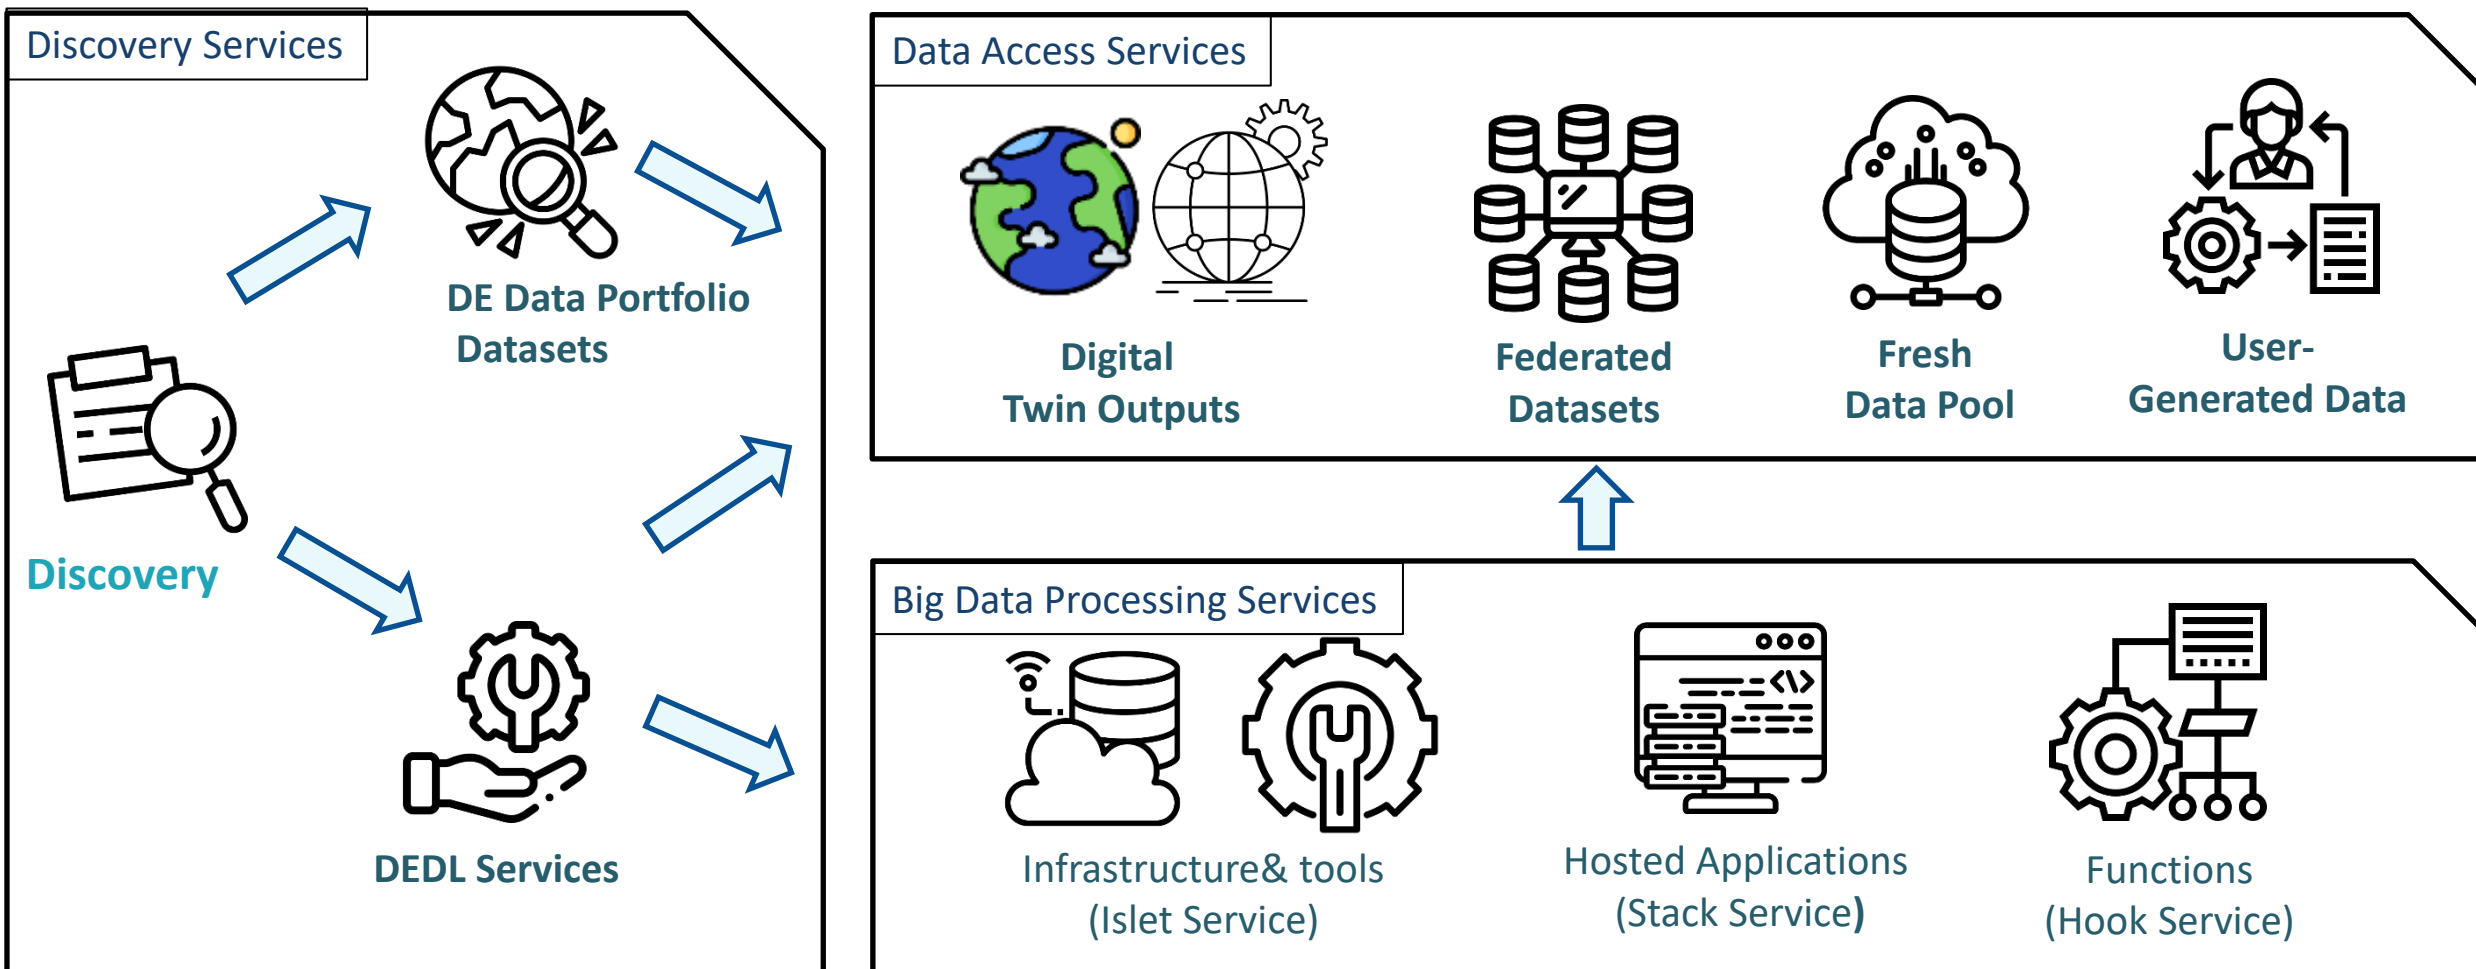 Discovery Services
DE Data Portfolio
Datasets
Discovery
DEDL Services
Data Access Services
Digital
Twin Outputs
Federated
Datasets
Fresh
Data Pool
User-
Generated Data
Big Data Processing Services
Infrastructure& tools
(Islet Service)
Hosted Applications
(Stack Service)
Functions
(Hook Service)